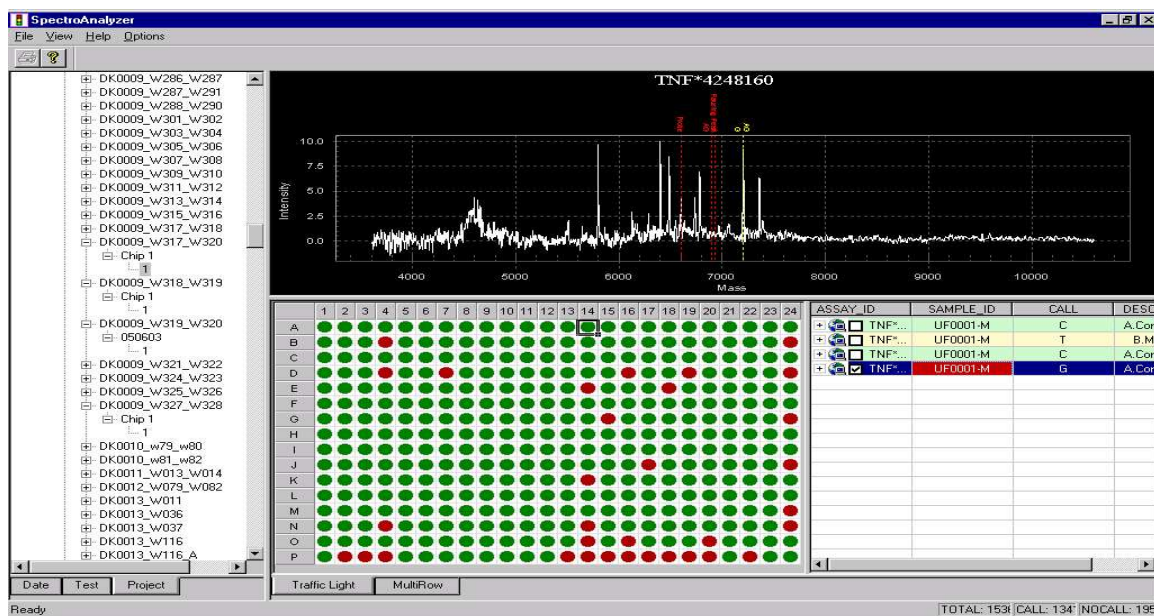 SpectroAnalyzer
File View Help Options
DK0009_W286_W287
DK0009_W287_W291
DK0009_W288_W290
DK0009_W301_W302
DK0009_W303_W304
DK0009_W305_W306
DK0009_W307_W308
DK0009_W309_W310
DK0009_W311_W312
DK0009_W313_W314
DK0009_W315_W316
DK0009_W317_W318
DK0009_W317_W320
Chip 1
1
DK0009_W318_W319
Chip 1
1
DK0009_W319_W320
050603
1
DK0009_W321_W322
DK0009_W324_W323
DK0009_W325_W326
DK0009_W327_W328
Chip 1
1
DK0010_w79_w80
DK0010_w81_w82
DK0011_W013_W014
DK0012_W079_W082
DK0013_W011
DK0013_W036
DK0013_W037
DK0013_W116
DK0013_W116_A
Date Test Project
TNF*4248160
10.0
7.5
5.0
2.5
0.0
Intensity
4000 5000 6000 7000 8000 9000 10000
Mass
1 2 3 4 5 6 7 8 9 10 11 12 13 14 15 16 17 18 19 20 21 22 23 24
A
B
C
D
E
F
G
H
I
J
K
L
M
N
O
P
Traffic Light MultiRow
ASSAY_ID SAMPLE_ID CALL DESC
TNF*... UF0001-M C A.Con
TNF*... UF0001-M T B.M
TNF*... UF0001-M C A.Con
TNF*... UF0001-M G A.Con
Ready
TOTAL: 153 CALL: 134 NOCALL: 195